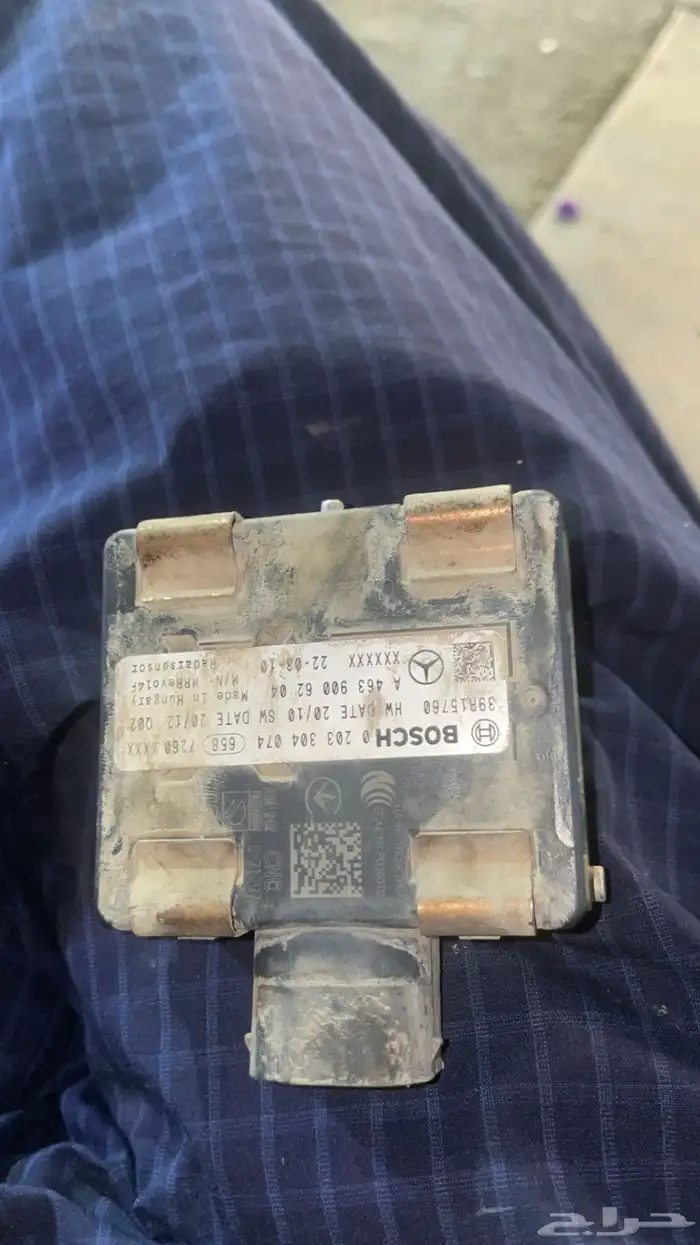 BOSCH 0 203 304 074 658 7260 XXXX
39R15760 HW DATE 20/10 SW DATE 20/12 Q02
A 463 900 62 04 Made in Hungary
M/N: MRRevo14F
XXXXXX 22-03-10 Radarsensor
حراج